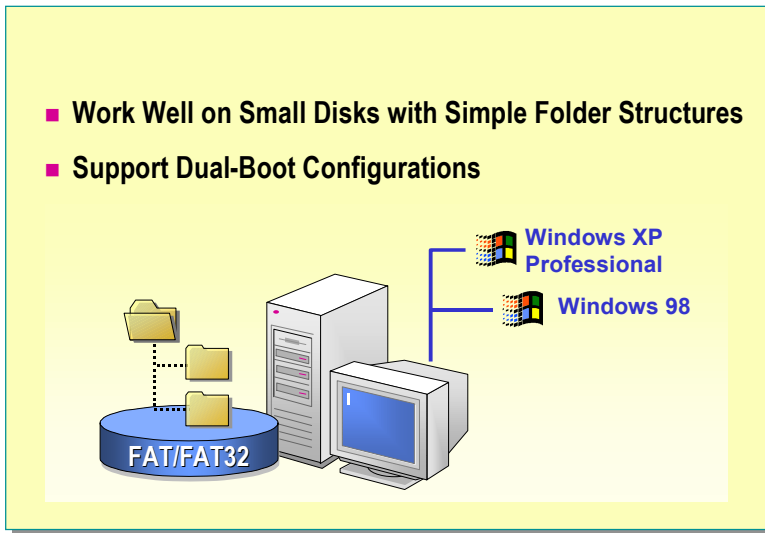 Work Well on Small Disks with Simple Folder Structures
Support Dual-Boot Configurations
Windows XP
Professional
Windows 98
FAT/FAT32